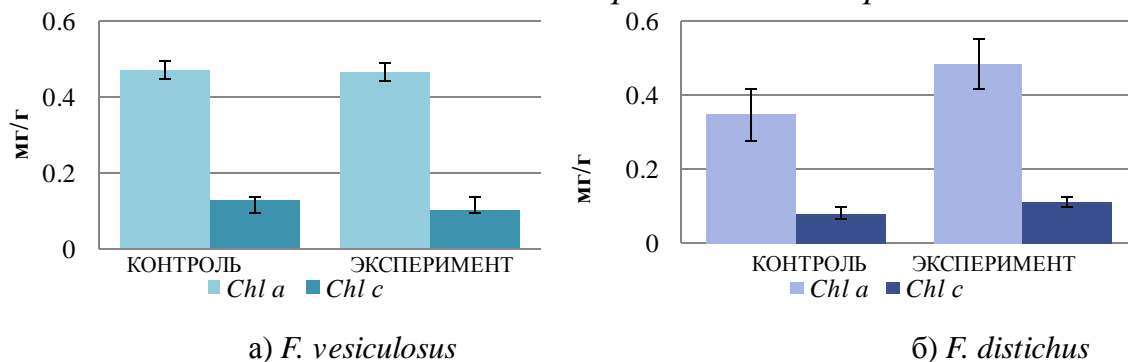 0.6
0.4
0.2
0
мг/г
КОНТРОЛЬ ЭКСПЕРИМЕНТ
Chl a Chl c
а) F. vesiculosus
0.6
0.4
0.2
0
мг/г
КОНТРОЛЬ ЭКСПЕРИМЕНТ
Chl a Chl c
б) F. distichus